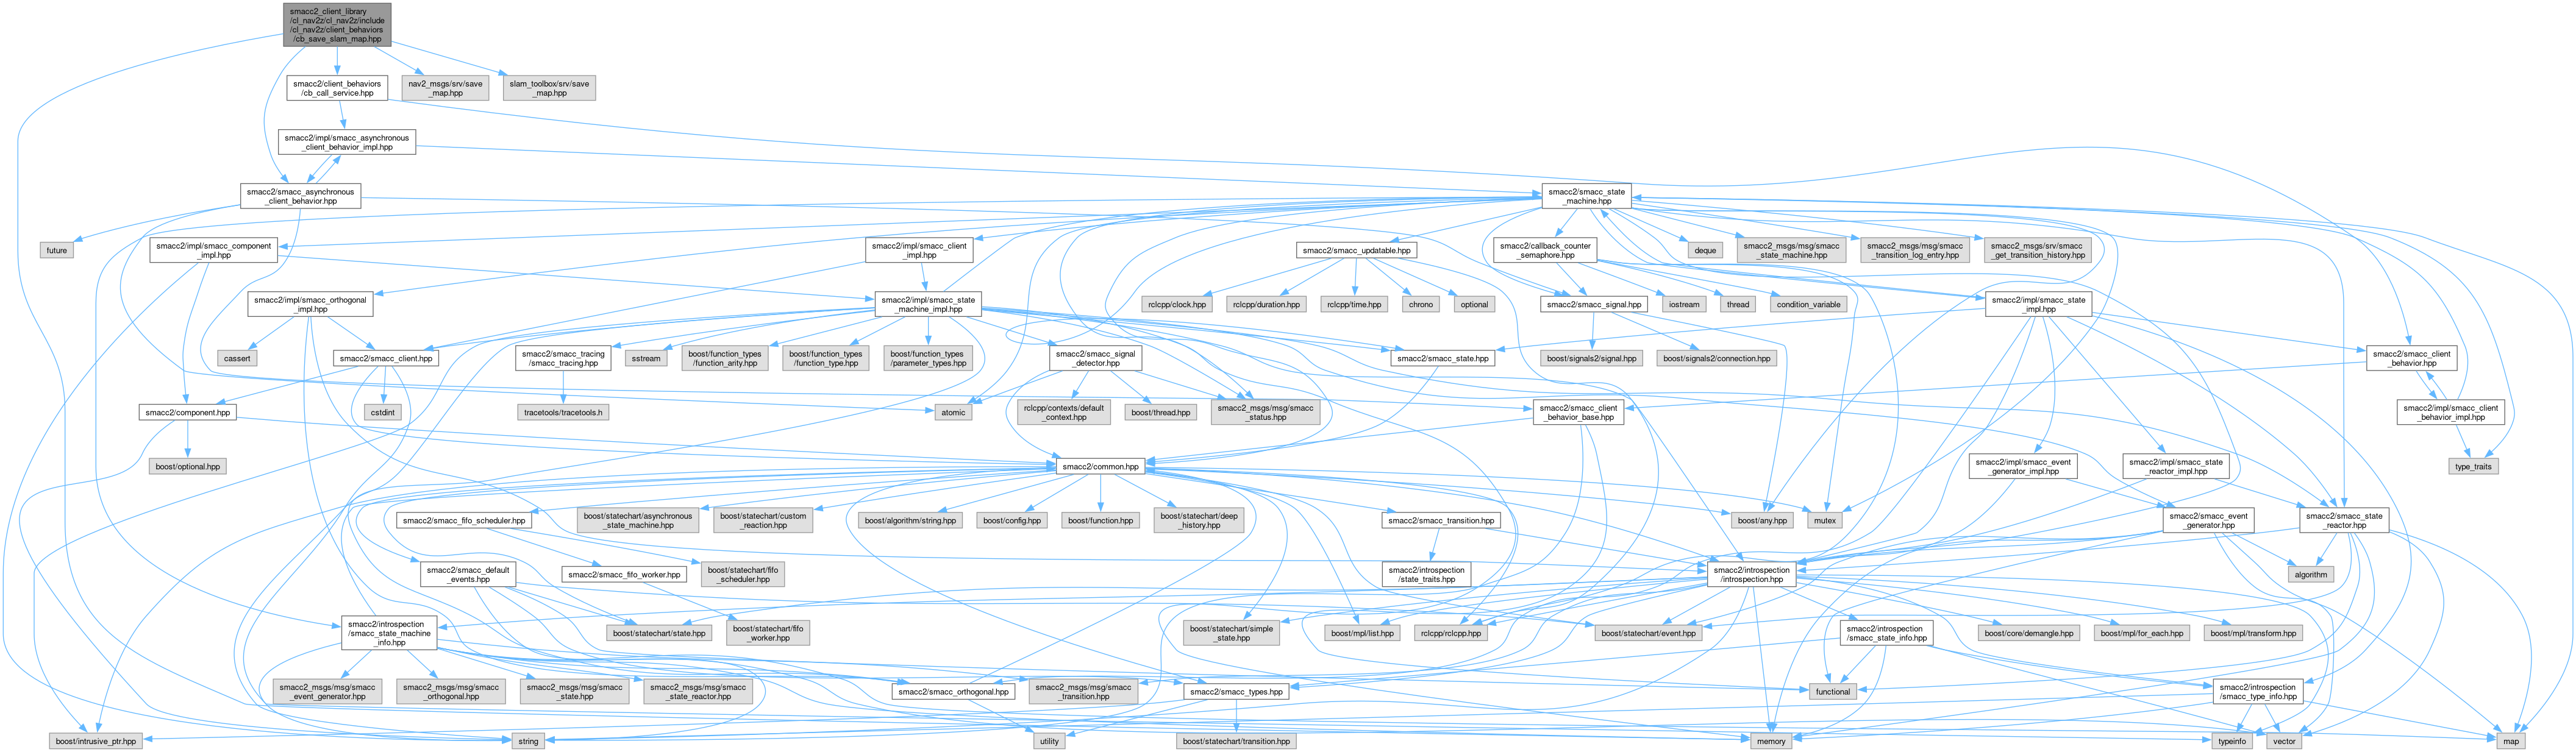 smacc2_client_library
/cl_nav2z/cl_nav2z/include
/cl_nav2z/client_behaviors
/cb_save_slam_map.hpp
smacc2/client_behaviors
/cb_call_service.hpp
nav2_msgs/srv/save
_map.hpp
slam_toolbox/srv/save
_map.hpp
smacc2/impl/smacc_asynchronous
_client_behavior_impl.hpp
smacc2/smacc_asynchronous
_client_behavior.hpp
smacc2/smacc_state
_machine.hpp
future
smacc2/impl/smacc_component
_impl.hpp
smacc2/impl/smacc_client
_impl.hpp
smacc2/smacc_updatable.hpp
smacc2/callback_counter
_semaphore.hpp
deque
smacc2_msgs/msg/smacc
_state_machine.hpp
smacc2_msgs/msg/smacc
_transition_log_entry.hpp
smacc2_msgs/srv/smacc
_get_transition_history.hpp
smacc2/impl/smacc_orthogonal
_impl.hpp
smacc2/impl/smacc_state
_machine_impl.hpp
rclcpp/clock.hpp
rclcpp/duration.hpp
rclcpp/time.hpp
chrono
optional
smacc2/smacc_signal.hpp
iostream
thread
condition_variable
smacc2/impl/smacc_state
_impl.hpp
cassert
smacc2/smacc_client.hpp
smacc2/smacc_tracing
/smacc_tracing.hpp
sstream
boost/function_types
/function_arity.hpp
boost/function_types
/function_type.hpp
boost/function_types
/parameter_types.hpp
smacc2/smacc_signal
_detector.hpp
smacc2/smacc_state.hpp
boost/signals2/signal.hpp
boost/signals2/connection.hpp
smacc2/smacc_client
_behavior.hpp
smacc2/component.hpp
cstdint
tracetools/tracetools.h
atomic
rclcpp/contexts/default
_context.hpp
boost/thread.hpp
smacc2_msgs/msg/smacc
_status.hpp
smacc2/smacc_client
_behavior_base.hpp
smacc2/impl/smacc_client
_behavior_impl.hpp
boost/optional.hpp
smacc2/common.hpp
smacc2/impl/smacc_event
_generator_impl.hpp
smacc2/impl/smacc_state
_reactor_impl.hpp
type_traits
smacc2/smacc_fifo_scheduler.hpp
boost/statechart/asynchronous
_state_machine.hpp
boost/statechart/custom
_reaction.hpp
boost/algorithm/string.hpp
boost/config.hpp
boost/function.hpp
boost/statechart/deep
_history.hpp
smacc2/smacc_transition.hpp
boost/any.hpp
mutex
smacc2/smacc_event
_generator.hpp
smacc2/smacc_state
_reactor.hpp
smacc2/smacc_default
_events.hpp
smacc2/smacc_fifo_worker.hpp
boost/statechart/fifo
_scheduler.hpp
smacc2/introspection
/state_traits.hpp
smacc2/introspection
/introspection.hpp
algorithm
smacc2/introspection
/smacc_state_machine
_info.hpp
boost/statechart/state.hpp
boost/statechart/fifo
_worker.hpp
boost/statechart/simple
_state.hpp
boost/mpl/list.hpp
rclcpp/rclcpp.hpp
boost/statechart/event.hpp
smacc2/introspection
/smacc_state_info.hpp
boost/core/demangle.hpp
boost/mpl/for_each.hpp
boost/mpl/transform.hpp
smacc2_msgs/msg/smacc
_event_generator.hpp
smacc2_msgs/msg/smacc
_orthogonal.hpp
smacc2_msgs/msg/smacc
_state.hpp
smacc2_msgs/msg/smacc
_state_reactor.hpp
smacc2/smacc_orthogonal.hpp
smacc2_msgs/msg/smacc
_transition.hpp
smacc2/smacc_types.hpp
functional
smacc2/introspection
/smacc_type_info.hpp
boost/intrusive_ptr.hpp
string
utility
boost/statechart/transition.hpp
memory
typeinfo
vector
map